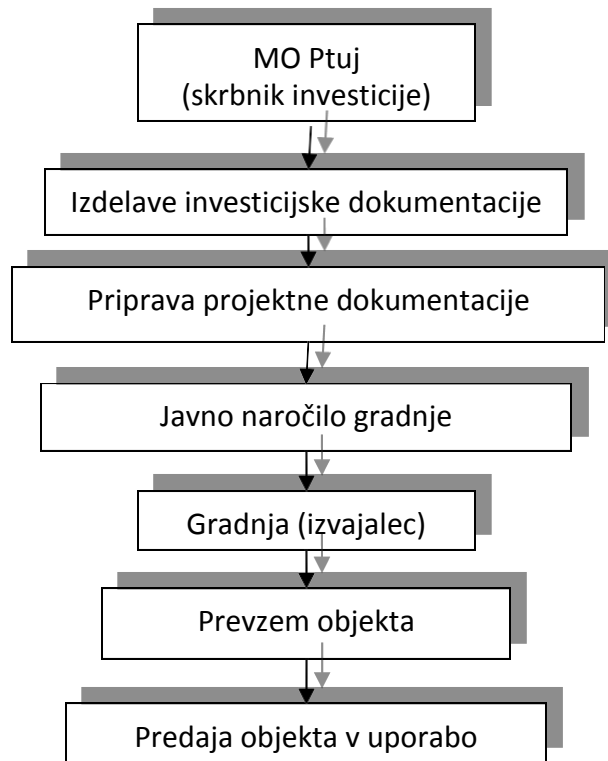 MO Ptuj
(skrbnik investicije)
Izdelave investicijske dokumentacije
Priprava projektne dokumentacije
Javno naročilo gradnje
Gradnja (izvajalec)
Prevzem objekta
Predaja objekta v uporabo